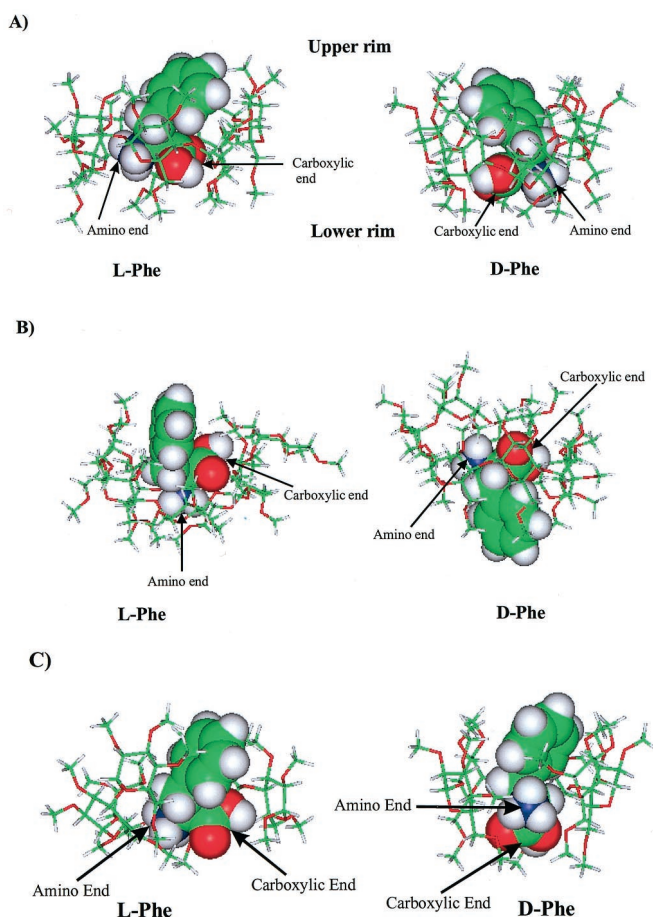 A)
Upper rim
Carboxylic
end
Amino end
Lower rim
Carboxylic end
Amino end
L-Phe
D-Phe
B)
Carboxylic end
Carboxylic end
Amino end
Amino end
L-Phe
D-Phe
C)
Amino End
Amino End
Carboxylic End
Carboxylic End
L-Phe
D-Phe